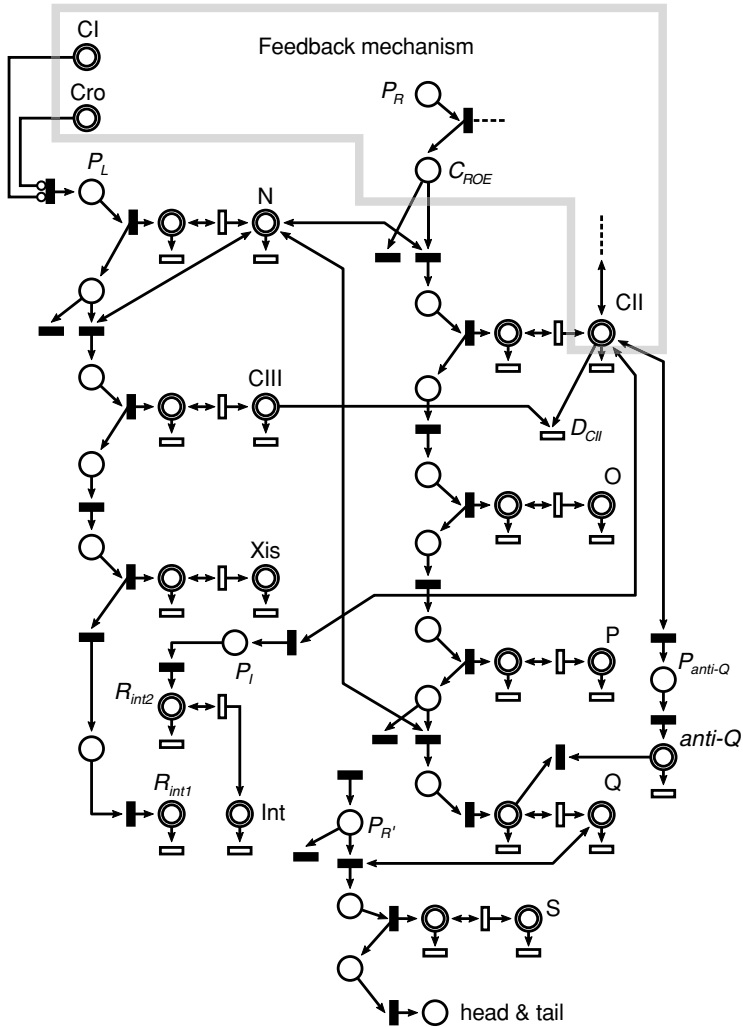 CI
Feedback mechanism
Cro
P_R
P_L
C_ROE
N
CII
CIII
D_CII
O
Xis
P
P_I
P_anti-Q
R_int2
anti-Q
R_int1
Int
P_R'
Q
S
head & tail